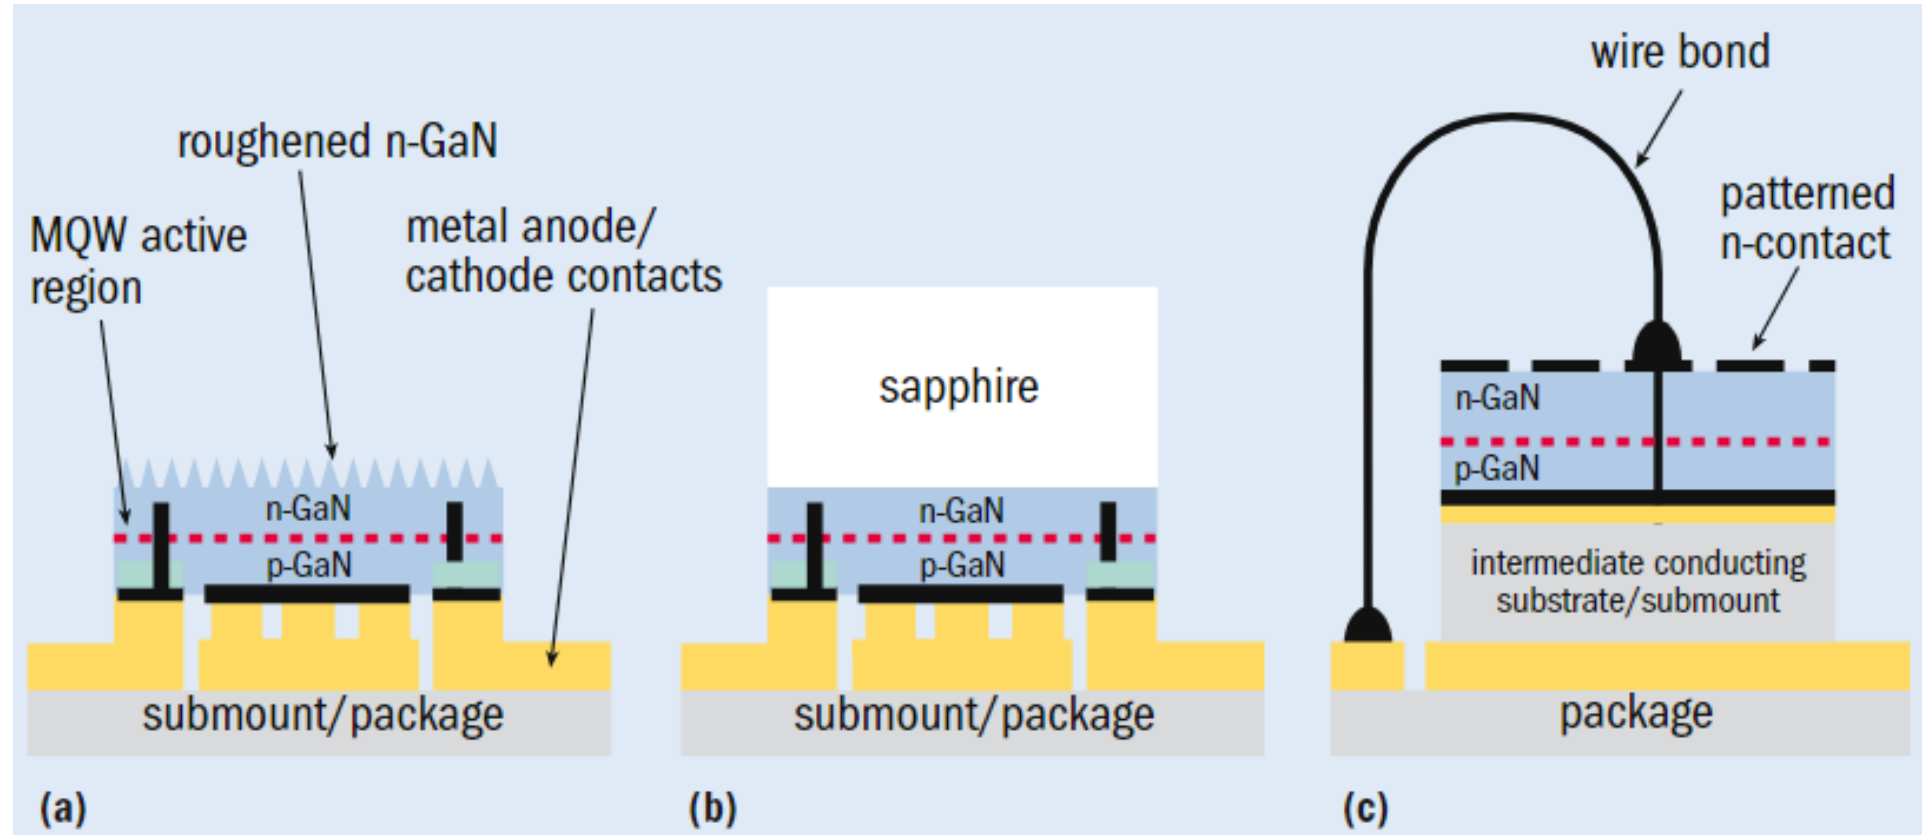 roughened n-GaN
MQW active
region
metal anode/
cathode contacts
n-GaN
p-GaN
submount/package
(a)
sapphire
n-GaN
p-GaN
submount/package
(b)
wire bond
patterned
n-contact
n-GaN
p-GaN
intermediate conducting
substrate/submount
package
(c)